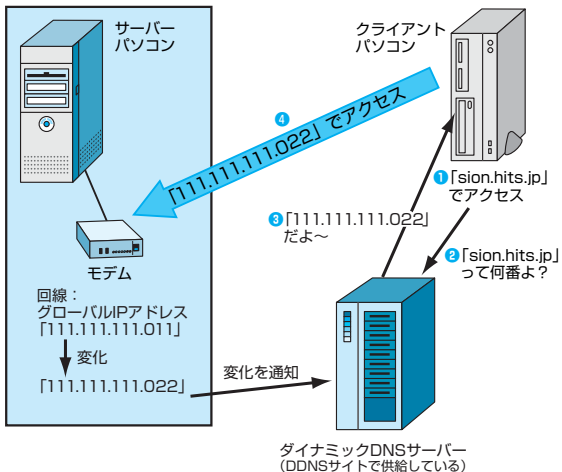 サーバー
パソコン
クライアント
パソコン
❹
「111.111.111.022」でアクセス
❶「sion.hits.jp」
でアクセス
❸「111.111.111.022」
だよ〜
❷「sion.hits.jp」
って何番よ？
モデム
回線：
グローバルIPアドレス
「111.111.111.011」
変化
「111.111.111.022」
変化を通知
ダイナミックDNSサーバー
（DDNSサイトで供給している）